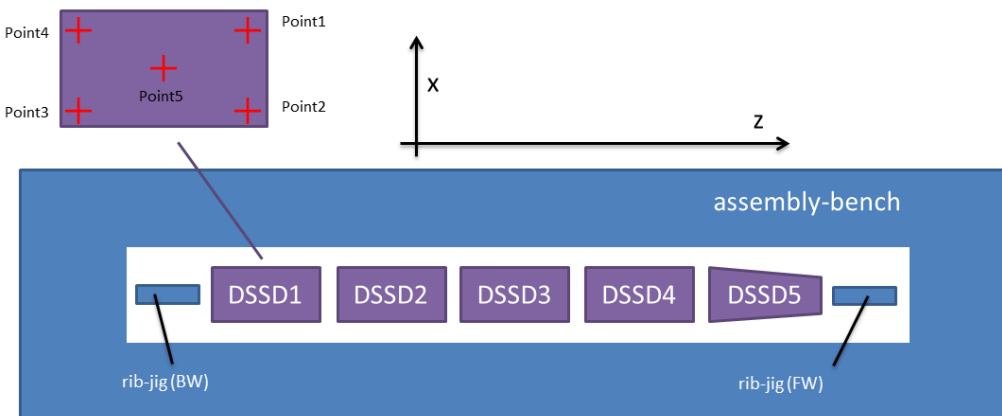 Point4
Point1
Point5
Point3
Point2
X
Z
assembly-bench
DSSD1
DSSD2
DSSD3
DSSD4
DSSD5
rib-jig(BW)
rib-jig(FW)